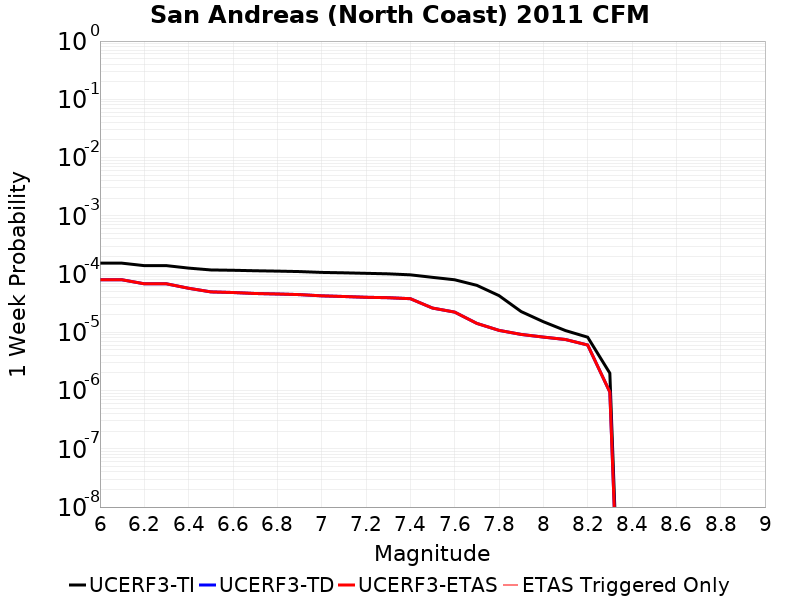 San Andreas (North Coast) 2011 CFM
10^0
10^-1
10^-2
10^-3
10^-4
10^-5
10^-6
10^-7
10^-8
1 Week Probability
6 6.2 6.4 6.6 6.8 7 7.2 7.4 7.6 7.8 8 8.2 8.4 8.6 8.8 9
Magnitude
UCERF3-TI UCERF3-TD UCERF3-ETAS ETAS Triggered Only